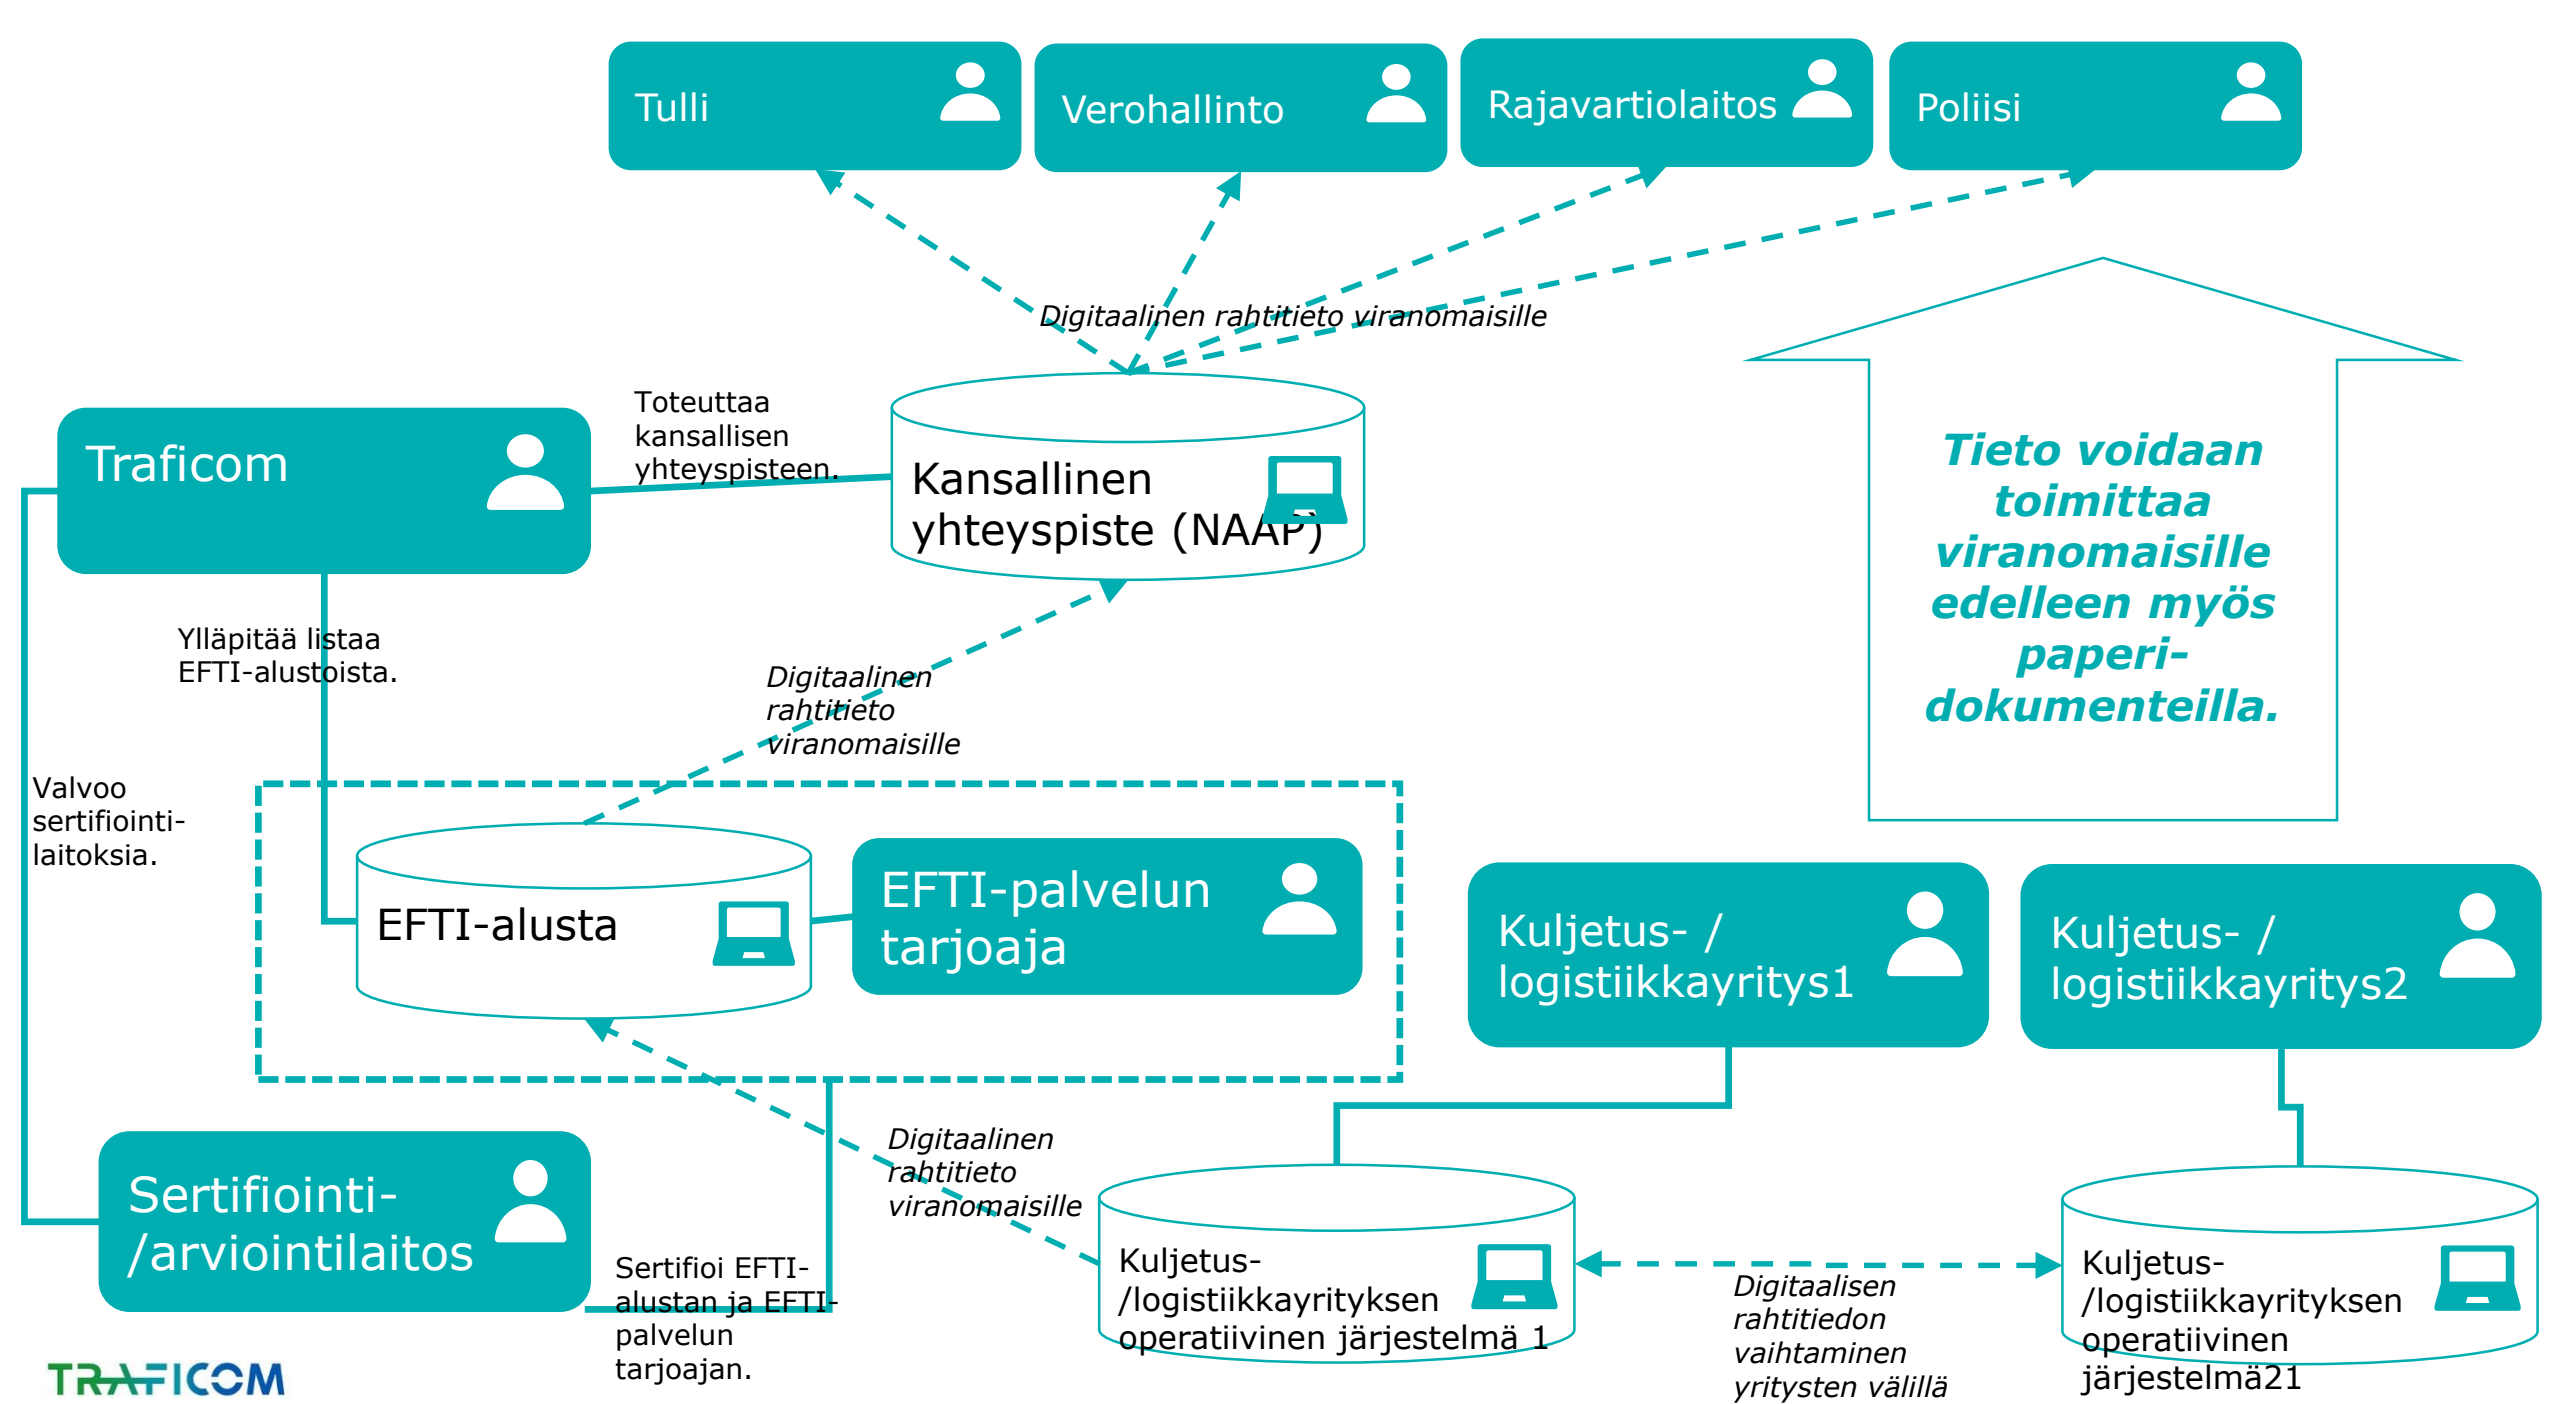 Tulli
Verohallinto
Rajavartiolaitos
Poliisi
Digitaalinen rahtitieto viranomaisille
Traficom
Toteuttaa
kansallisen
yhteyspisteen.
Kansallinen
yhteyspiste (NAAP)
Tieto voidaan
toimittaa
viranomaisille
edelleen myös
paperi-
dokumenteilla.
Ylläpitää listaa
EFTI-alustoista.
Digitaalinen
rahtitieto
viranomaisille
Valvoo
sertifiointi-
laitoksia.
EFTI-alusta
EFTI-palvelun
tarjoaja
Kuljetus- /
logistiikkayritys1
Kuljetus- /
logistiikkayritys2
Digitaalinen
rahtitieto
viranomaisille
Sertifiointi-
/arviointilaitos
Sertifioi EFTI-
alustan ja EFTI-
palvelun
tarjoajan.
Kuljetus-
/logistiikkayrityksen
operatiivinen järjestelmä 1
Digitaalisen
rahtitiedon
vaihtaminen
yritysten välillä
Kuljetus-
/logistiikkayrityksen
operatiivinen
järjestelmä21
TRAFICOM